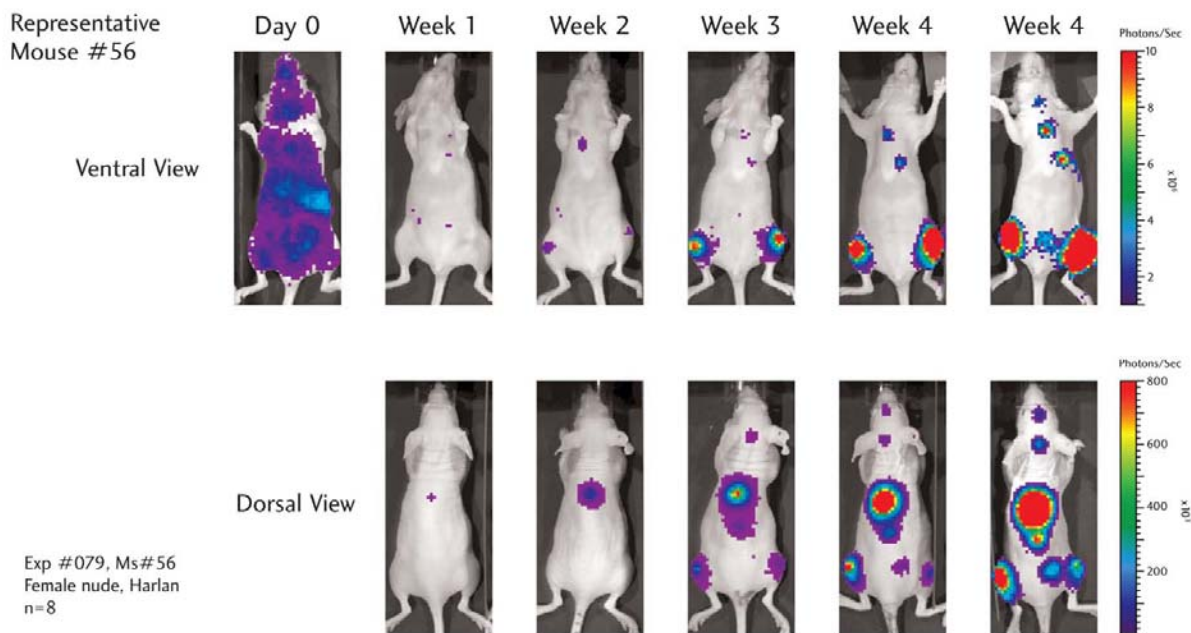 Representative
Mouse #56
Day 0
Week 1
Week 2
Week 3
Week 4
Week 4
Ventral View
Photons/Sec
10
8
6
4
2
Dorsal View
Photons/Sec
800
600
400
200
Exp #079, Ms#56
Female nude, Harlan
n=8